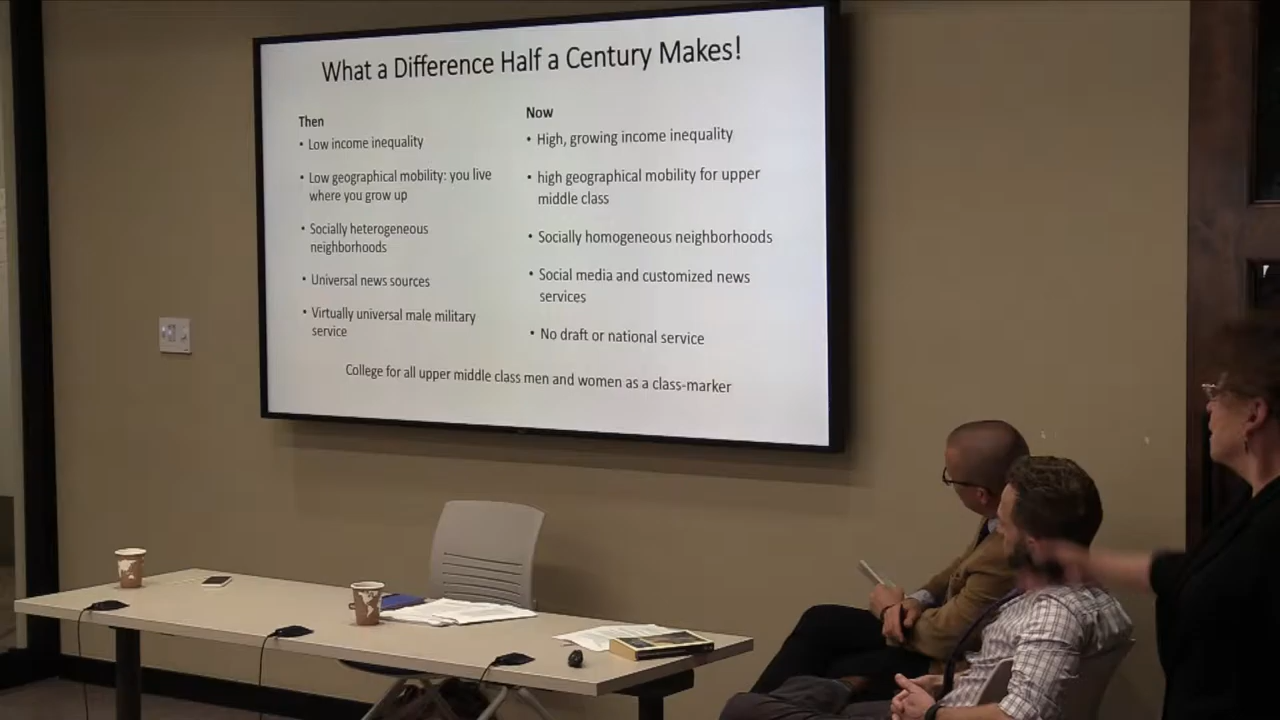 What a Difference Half a Century Makes!
Then
• Low income inequality
• Low geographical mobility: you live
where you grow up
• Socially heterogeneous
neighborhoods
• Universal news sources
• Virtually universal male military
service
Now
• High, growing income inequality
• high geographical mobility for upper
middle class
• Socially homogeneous neighborhoods
• Social media and customized news
services
• No draft or national service
College for all upper middle class men and women as a class-marker